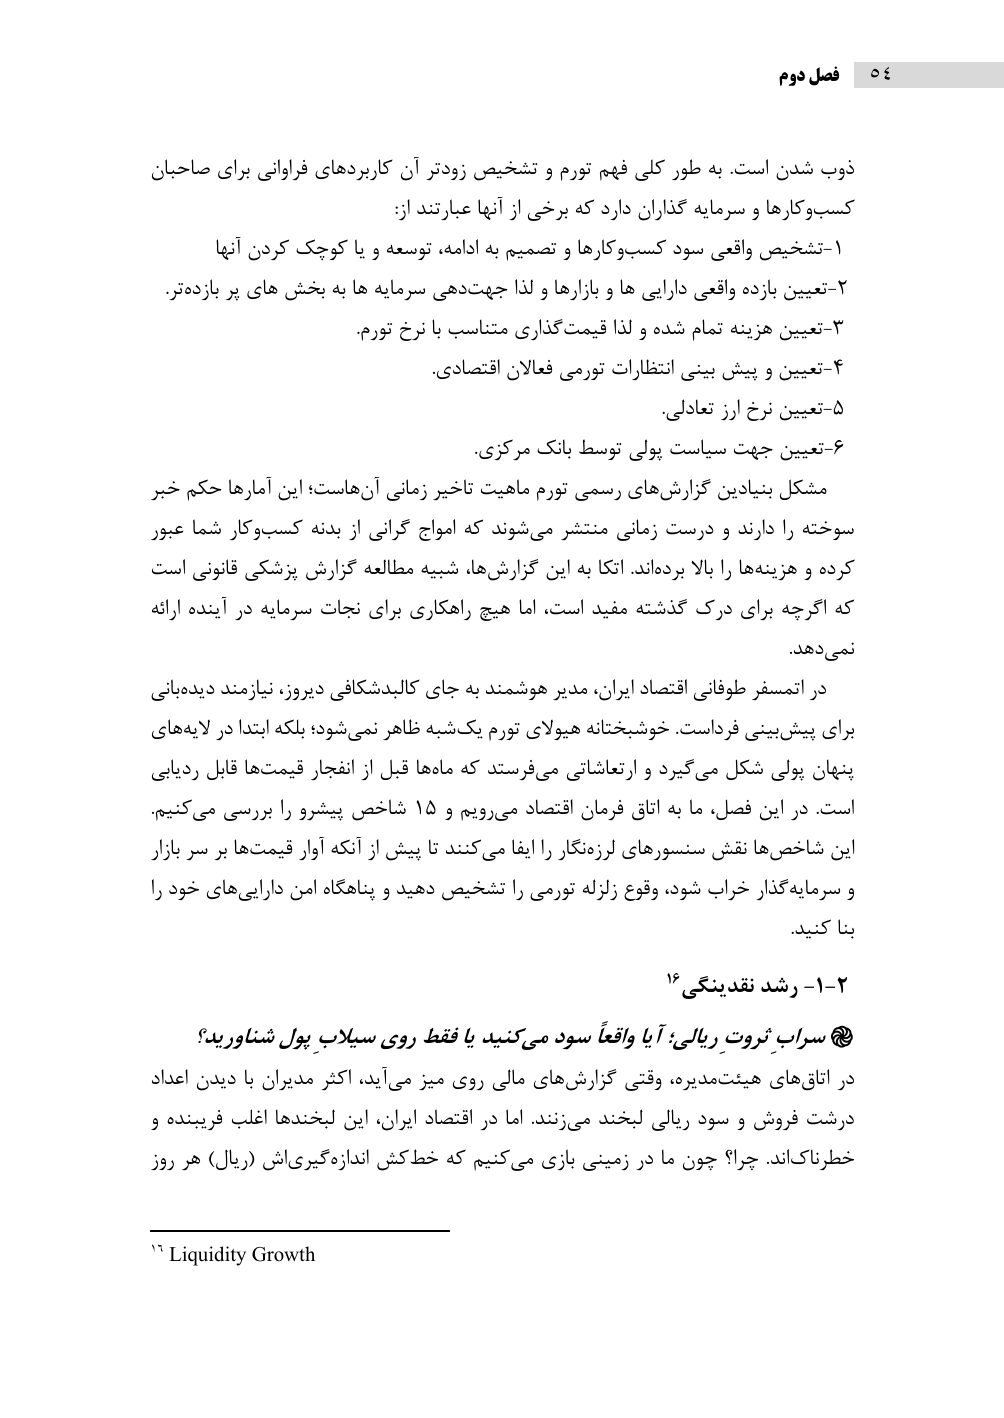 ۵٤ فصل دوم
ذوب شدن است. به طور کلی فهم تورم و تشخیص زودتر آن کاربردهای فراوانی برای صاحبان
کسب‌وکارها و سرمایه گذاران دارد که برخی از آنها عبارتند از:
۱-تشخیص واقعی سود کسب‌وکارها و تصمیم به ادامه، توسعه و یا کوچک کردن آنها
۲-تعیین بازده واقعی دارایی ها و بازارها و لذا جهت‌دهی سرمایه ها به بخش های پر بازده‌تر.
۳-تعیین هزینه تمام شده و لذا قیمت‌گذاری متناسب با نرخ تورم.
۴-تعیین و پیش بینی انتظارات تورمی فعالان اقتصادی.
۵-تعیین نرخ ارز تعادلی.
۶-تعیین جهت سیاست پولی توسط بانک مرکزی.
مشکل بنیادین گزارش‌های رسمی تورم ماهیت تاخیر زمانی آن‌هاست؛ این آمارها حکم خبر
سوخته را دارند و درست زمانی منتشر می‌شوند که امواج گرانی از بدنه کسب‌وکار شما عبور
کرده و هزینه‌ها را بالا برده‌اند. اتکا به این گزارش‌ها، شبیه مطالعه گزارش پزشکی قانونی است
که اگرچه برای درک گذشته مفید است، اما هیچ راهکاری برای نجات سرمایه در آینده ارائه
نمی‌دهد.
در اتمسفر طوفانی اقتصاد ایران، مدیر هوشمند به جای کالبدشکافی دیروز، نیازمند دیده‌بانی
برای پیش‌بینی فرداست. خوشبختانه هیولای تورم یک‌شبه ظاهر نمی‌شود؛ بلکه ابتدا در لایه‌های
پنهان پولی شکل می‌گیرد و ارتعاشاتی می‌فرستد که ماه‌ها قبل از انفجار قیمت‌ها قابل ردیابی
است. در این فصل، ما به اتاق فرمان اقتصاد می‌رویم و ۱۵ شاخص پیشرو را بررسی می‌کنیم.
این شاخص‌ها نقش سنسورهای لرزه‌نگار را ایفا می‌کنند تا پیش از آنکه آوار قیمت‌ها بر سر بازار
و سرمایه‌گذار خراب شود، وقوع زلزله تورمی را تشخیص دهید و پناهگاه امن دارایی‌های خود را
بنا کنید.
۲-۱- رشد نقدینگی۱۶
سرابِ ثروتِ ریالی؛ آیا واقعاً سود می‌کنید یا فقط روی سیلابِ پول شناورید؟
در اتاق‌های هیئت‌مدیره، وقتی گزارش‌های مالی روی میز می‌آید، اکثر مدیران با دیدن اعداد
درشت فروش و سود ریالی لبخند می‌زنند. اما در اقتصاد ایران، این لبخندها اغلب فریبنده و
خطرناک‌اند. چرا؟ چون ما در زمینی بازی می‌کنیم که خط‌کش اندازه‌گیری‌اش (ریال) هر روز
١٦ Liquidity Growth